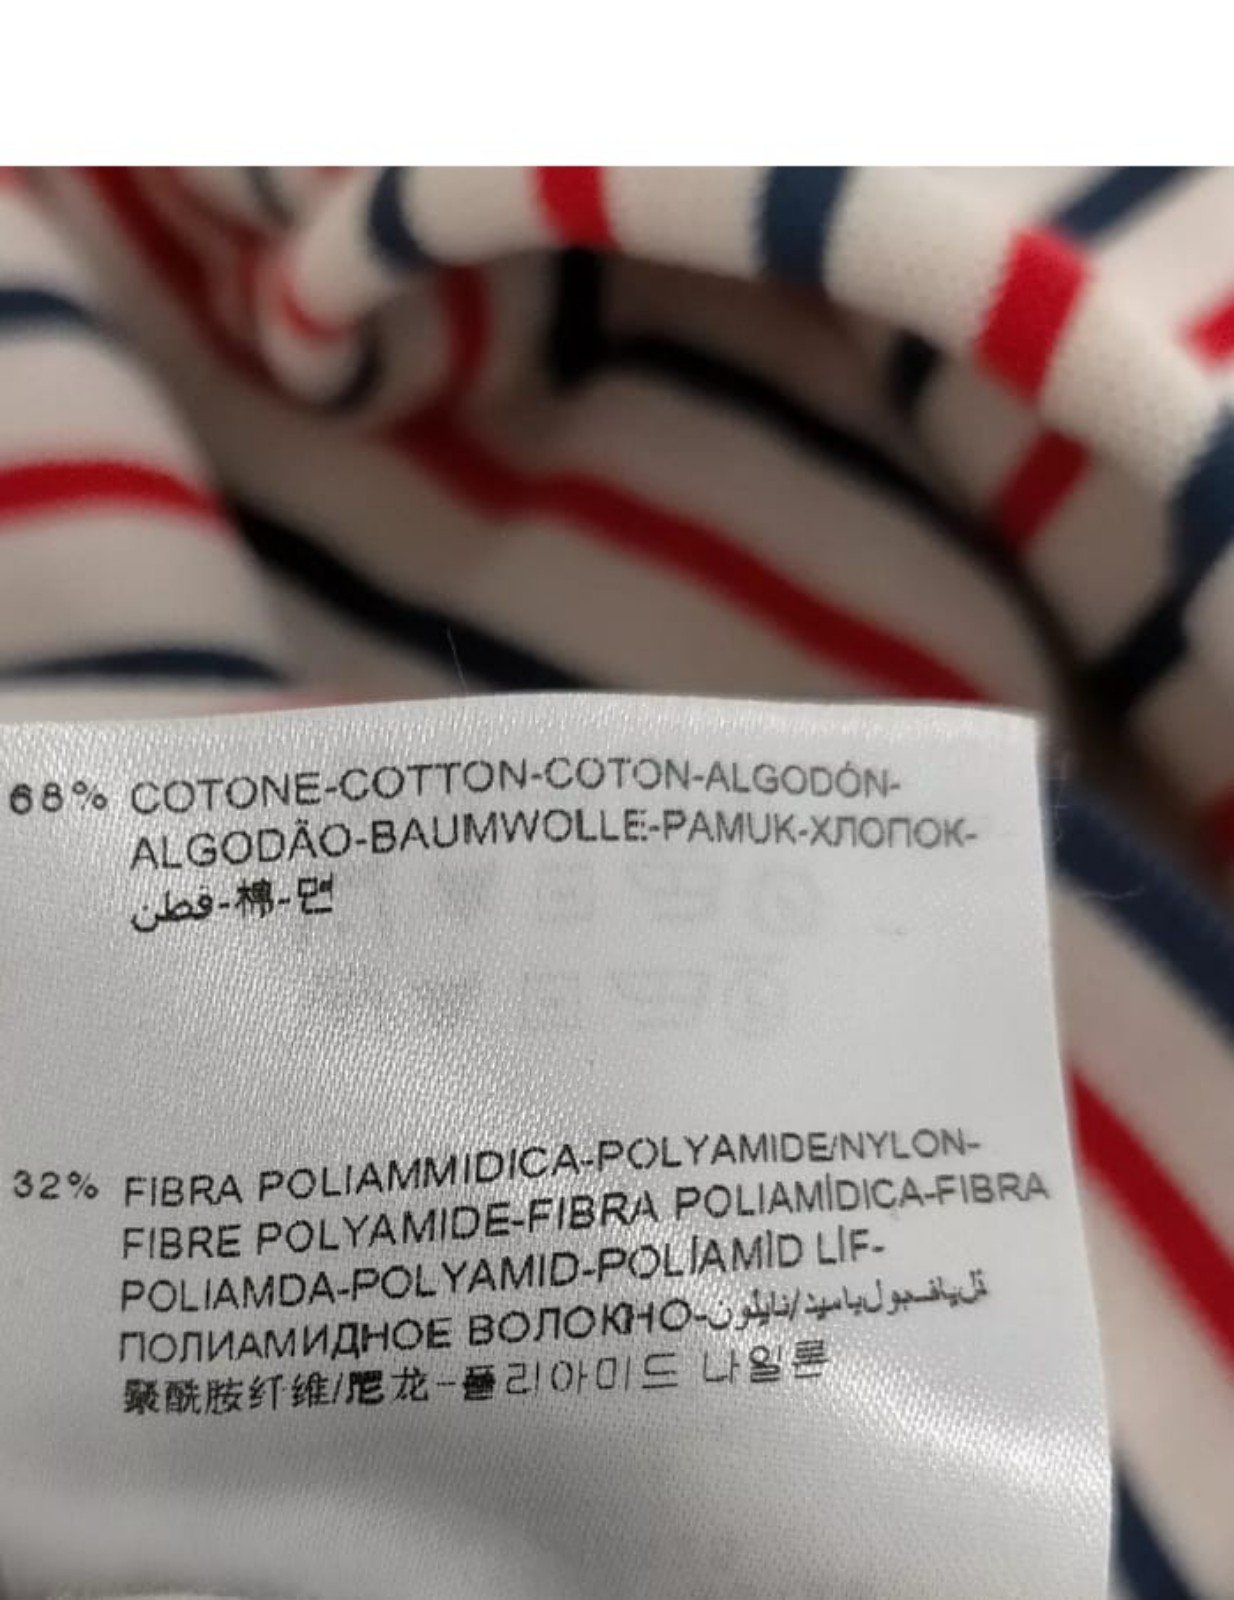 68% COTONE-COTTON-COTON-ALGODÓN-
ALGODÃO-BAUMWOLLE-PAMUK-ХЛОПОК-
قطن-棉-면
32% FIBRA POLIAMMIDICA-POLYAMIDE/NYLON-
FIBRE POLYAMIDE-FIBRA POLIAMİDICA-FIBRA
POLIAMDA-POLYAMID-POLİAMİD LİF-
ПОЛИАМИДНОЕ ВОЛОКНО-
聚酰胺纤维/尼龙-폴리아미드 나일론